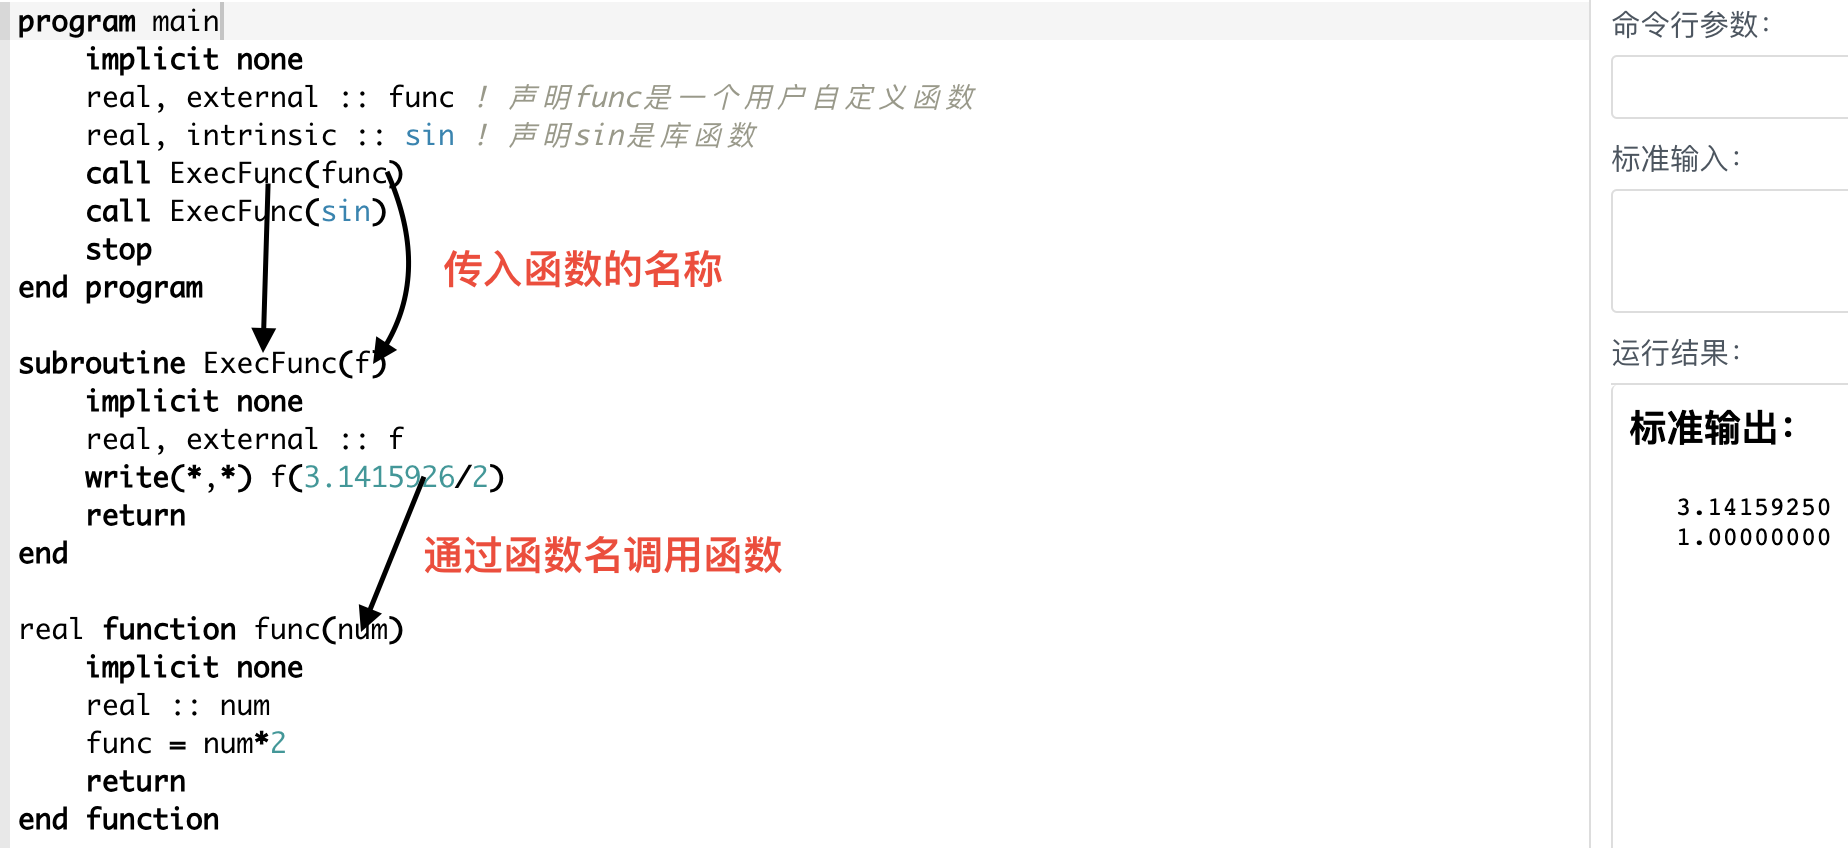 program main
    implicit none
    real, external :: func ! 声明func是一个用户自定义函数
    real, intrinsic :: sin ! 声明sin是库函数
    call ExecFunc(func)
    call ExecFunc(sin)
    stop
end program
传入函数的名称
subroutine ExecFunc(f)
    implicit none
    real, external :: f
    write(*,*) f(3.1415926/2)
    return
end
通过函数名调用函数
real function func(num)
    implicit none
    real :: num
    func = num*2
    return
end function
命令行参数:
标准输入:
运行结果:
标准输出:
3.14159250
1.00000000